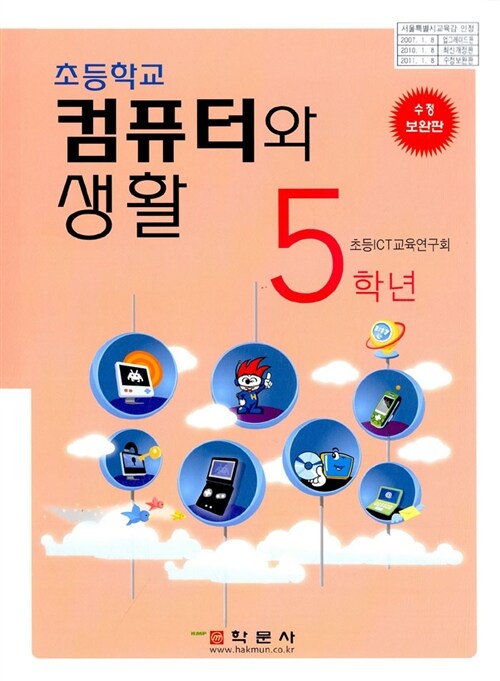 서울특별시교육감 인정
2007. 1. 8 업그레이드판
2010. 1. 8 최신개정판
2011. 1. 8 수정보완판
초등학교
컴퓨터와
생활
수정
보완판
5학년
초등ICT교육연구회
HMP 학문사
www.hakmun.co.kr